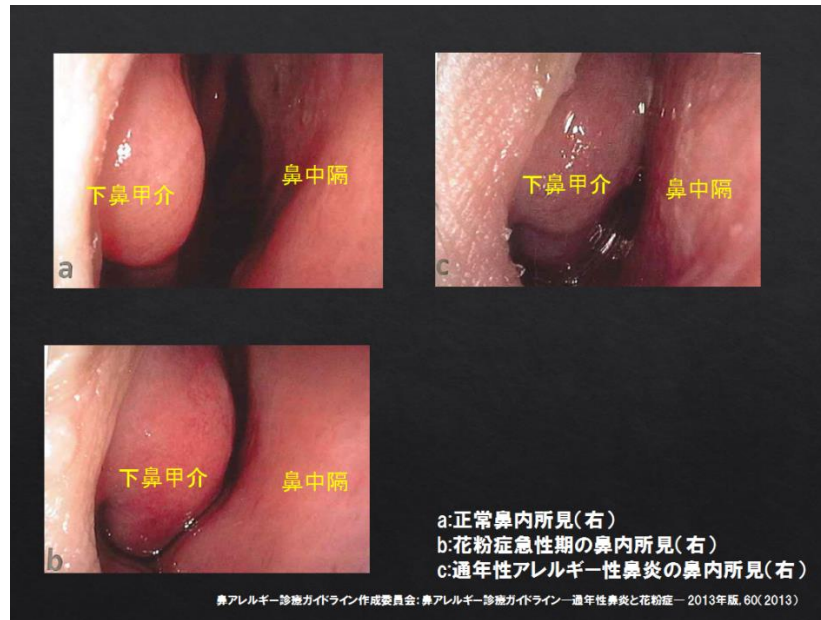 下鼻甲介
鼻中隔
a
下鼻甲介
鼻中隔
c
下鼻甲介
鼻中隔
b
a:正常鼻内所見(右)
b:花粉症急性期の鼻内所見(右)
c:通年性アレルギー性鼻炎の鼻内所見(右)
鼻アレルギー診療ガイドライン作成委員会:鼻アレルギー診療ガイドライン―通年性鼻炎と花粉症― 2013年版, 60(2013)